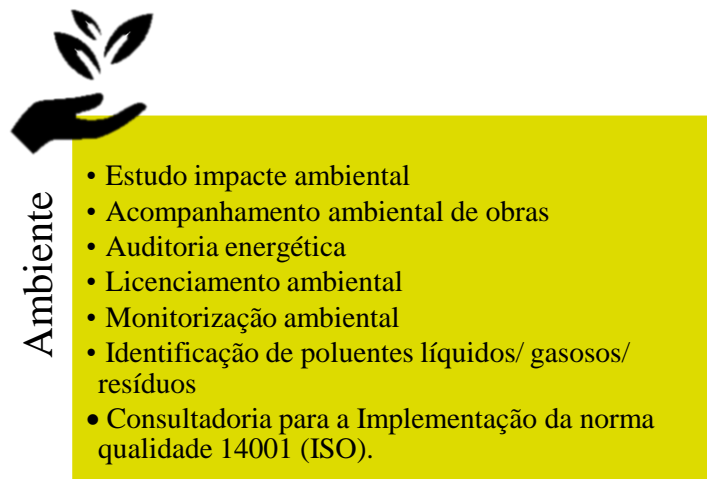 Ambiente
• Estudo impacte ambiental
• Acompanhamento ambiental de obras
• Auditoria energética
• Licenciamento ambiental
• Monitorização ambiental
• Identificação de poluentes líquidos/ gasosos/
resíduos
• Consultadoria para a Implementação da norma
qualidade 14001 (ISO).